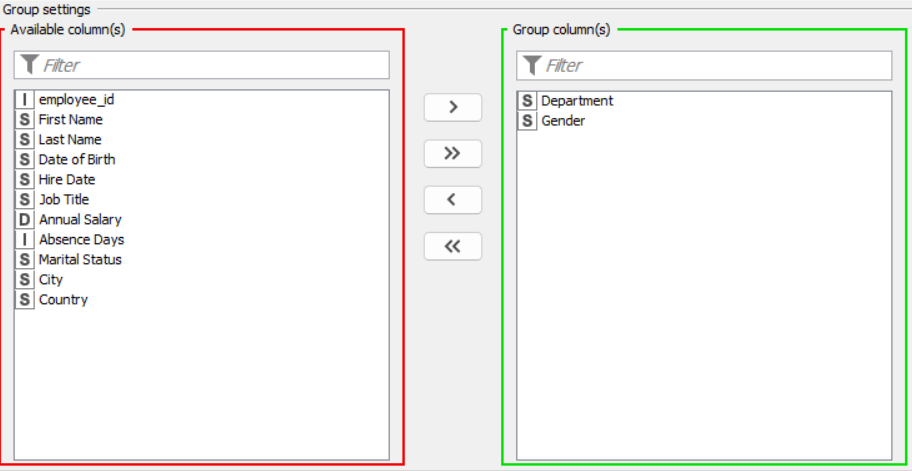 Group settings
Available column(s)
Filter
I employee_id
S First Name
S Last Name
S Date of Birth
S Hire Date
S Job Title
D Annual Salary
I Absence Days
S Marital Status
S City
S Country
>
>>
<
<<
Group column(s)
Filter
S Department
S Gender